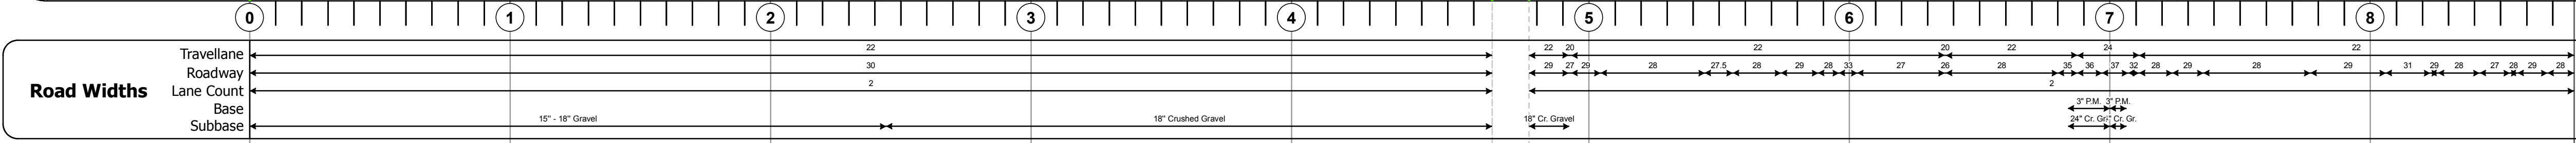 0 1 2 3 4 5 6 7 8
Road Widths
Travellane 22 22 20 22 20 22 24 22
Roadway 30 29 27 29 28 27.5 28 29 28 33 27 26 28 35 36 37 32 28 29 28 29 31 29 28 27 28 29 28
Lane Count 2 2
Base 3" P.M. 3" P.M.
Subbase 15" - 18" Gravel 18" Crushed Gravel 18" Cr. Gravel 24" Cr. Gr. " Cr. Gr.